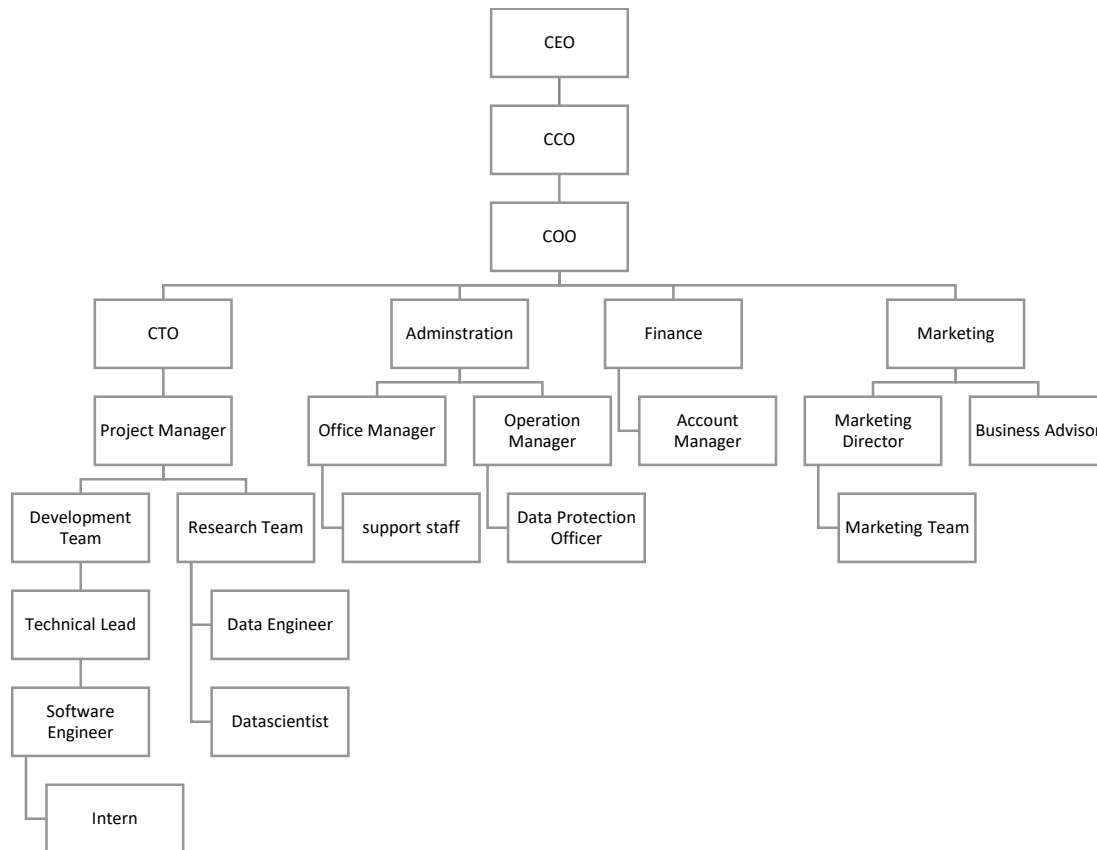 CEO
CCO
COO
CTO
Adminstration
Finance
Marketing
Project Manager
Office Manager
Operation
Manager
Account
Manager
Marketing
Director
Business Advisor
Development
Team
Research Team
support staff
Data Protection
Officer
Marketing Team
Technical Lead
Data Engineer
Software
Engineer
Datascientist
Intern